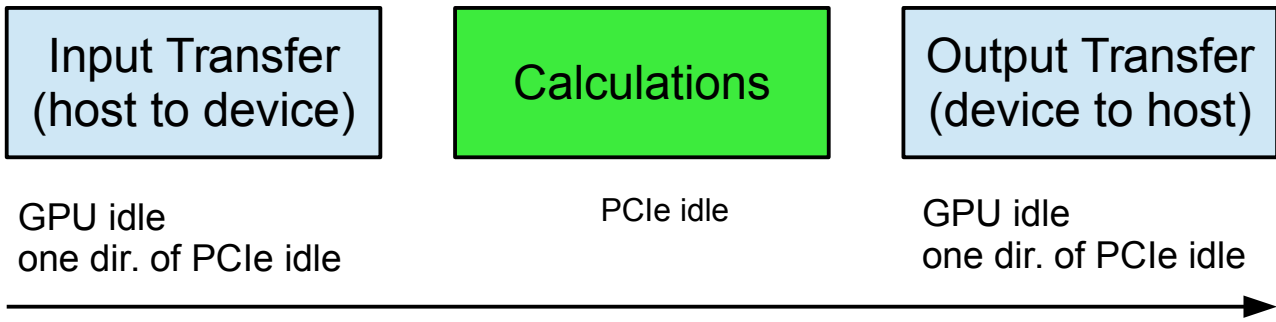 Input Transfer
(host to device)
Calculations
Output Transfer
(device to host)
GPU idle
one dir. of PCIe idle
PCIe idle
GPU idle
one dir. of PCIe idle